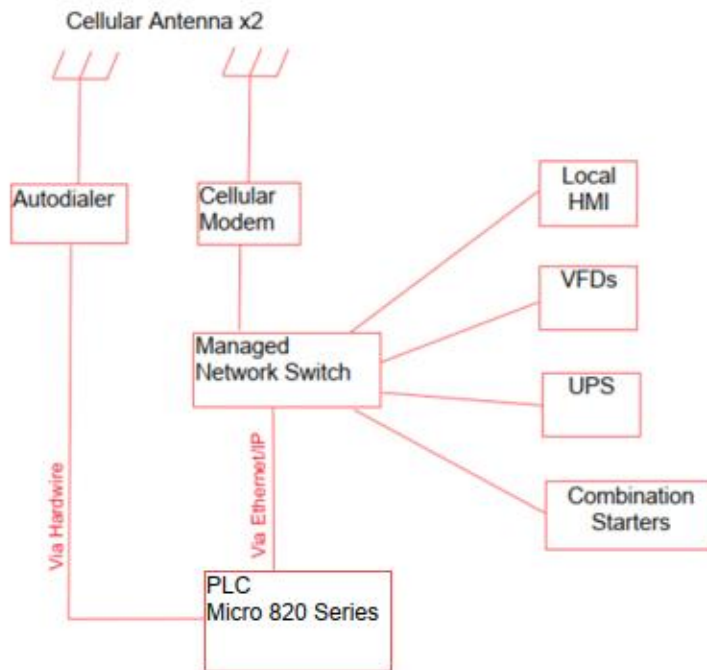 Cellular Antenna x2
Autodialer
Cellular
Modem
Local
HMI
VFDs
Managed
Network Switch
UPS
Combination
Starters
Via Hardwire
Via Ethernet/IP
PLC
Micro 820 Series